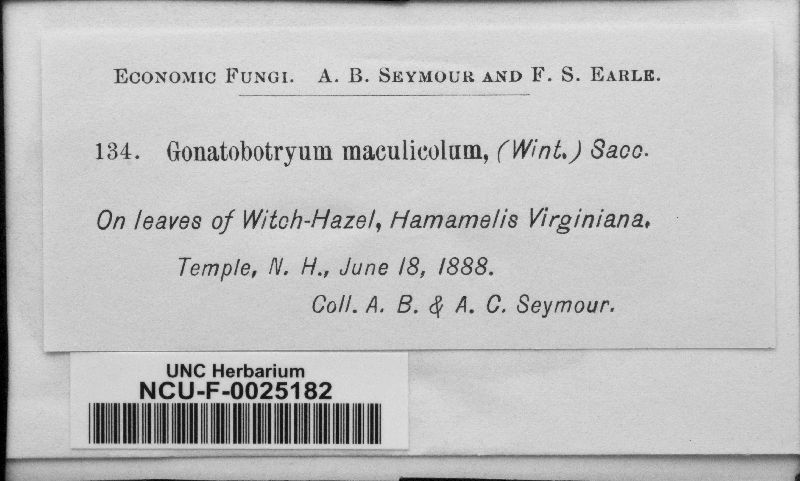 ECONOMIC FUNGI. A. B. SEYMOUR AND F. S. EARLE.
134. Gonatobotryum maculicolum, (Wint.) Sacc.
On leaves of Witch-Hazel, Hamamelis Virginiana,
Temple, N. H., June 18, 1888.
Coll. A. B. & A. C. Seymour.
UNC Herbarium
NCU-F-0025182